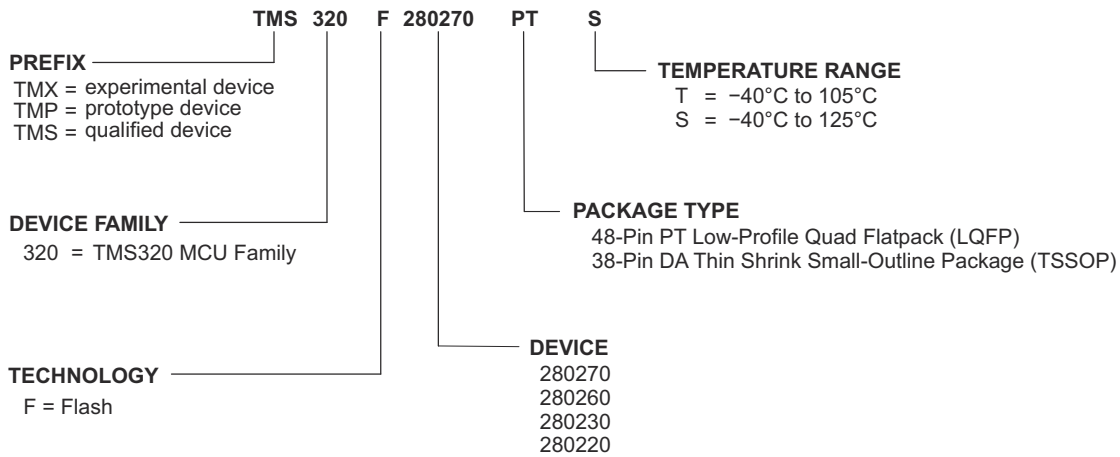 TMS 320 F 280270 PT S
PREFIX
TMX = experimental device
TMP = prototype device
TMS = qualified device
TEMPERATURE RANGE
T = −40°C to 105°C
S = −40°C to 125°C
DEVICE FAMILY
320 = TMS320 MCU Family
PACKAGE TYPE
48-Pin PT Low-Profile Quad Flatpack (LQFP)
38-Pin DA Thin Shrink Small-Outline Package (TSSOP)
TECHNOLOGY
F = Flash
DEVICE
280270
280260
280230
280220